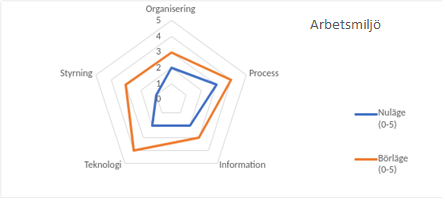 Organisering
Arbetsmiljö
5
4
3
2
1
0
Process
Information
Teknologi
Styrning
Nuläge
(0-5)
Börläge
(0-5)